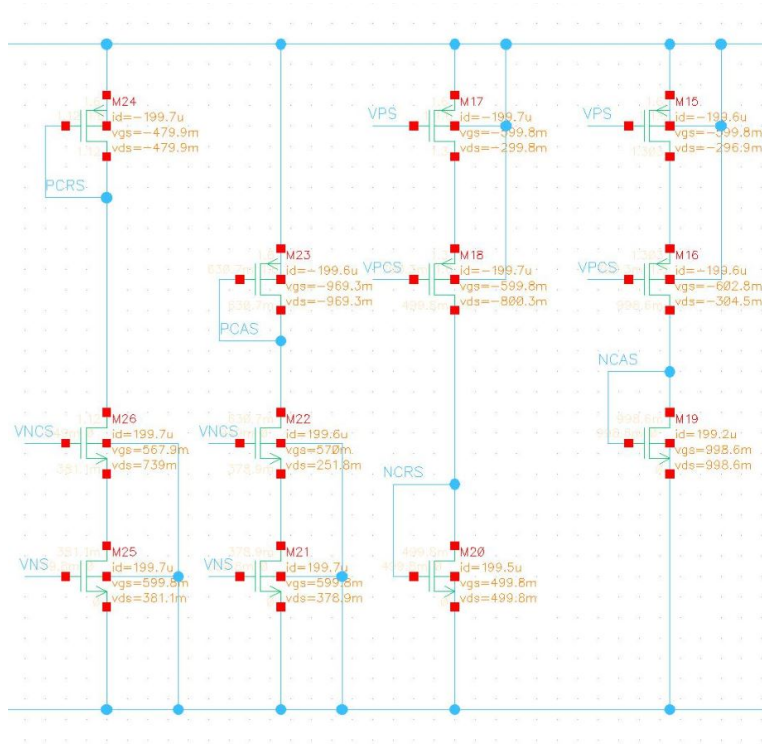 M24
id=-199.7u
vgs=-479.9m
vds=-479.9m
PCRS
VPS
M17
id=-199.7u
vgs=-599.8m
vds=-299.8m
VPS
M15
id=-199.6u
vgs=-599.8m
vds=-296.9m
M23
id=-199.6u
vgs=-969.3m
vds=-969.3m
PCAS
VPCS
M18
id=-199.7u
vgs=-599.8m
vds=-800.3m
VPCS
M16
id=-199.6u
vgs=-602.8m
vds=-304.5m
NCAS
VNCS
M26
id=199.7u
vgs=567.9m
vds=739m
VNCS
M22
id=199.6u
vgs=570m
vds=251.8m
M19
id=199.2u
vgs=998.6m
vds=998.6m
NCRS
VNS
M25
id=199.7u
vgs=599.8m
vds=381.1m
VNS
M21
id=199.7u
vgs=599.8m
vds=378.9m
M20
id=199.5u
vgs=499.8m
vds=499.8m